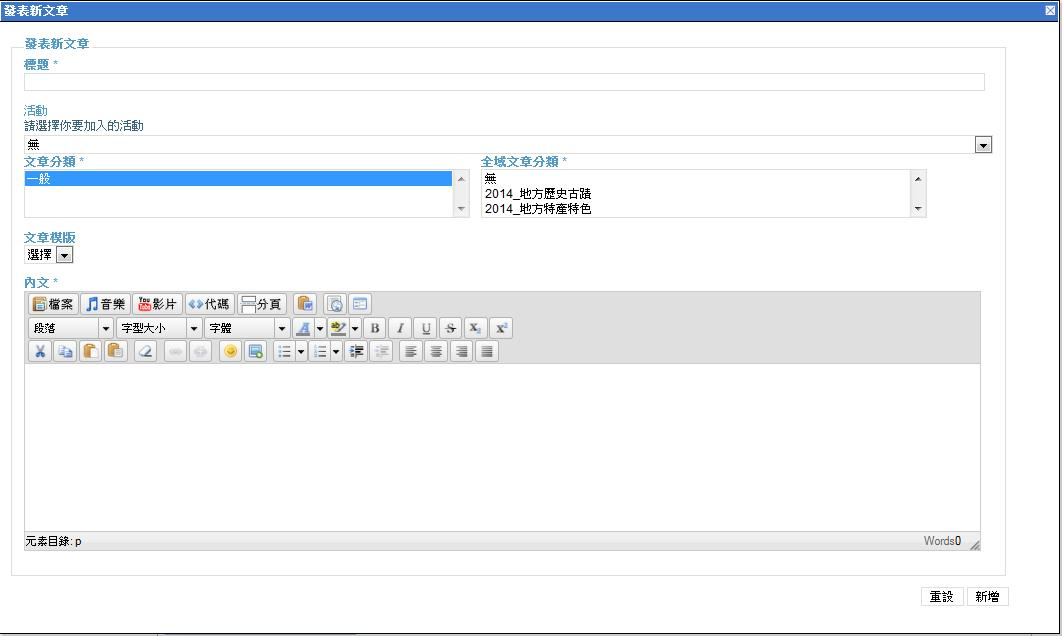 發表新文章
發表新文章
標題 *
活動
請選擇你要加入的活動
無
文章分類 * 全域文章分類 *
一般 無
2014_地方歷史古蹟
2014_地方特產特色
文章模版
選擇
內文 *
檔案 音樂 You Tube 影片 代碼 分頁
段落 字型大小 字體 A ab B I U S X₂ X²
元素目錄: p Words0
重設 新增